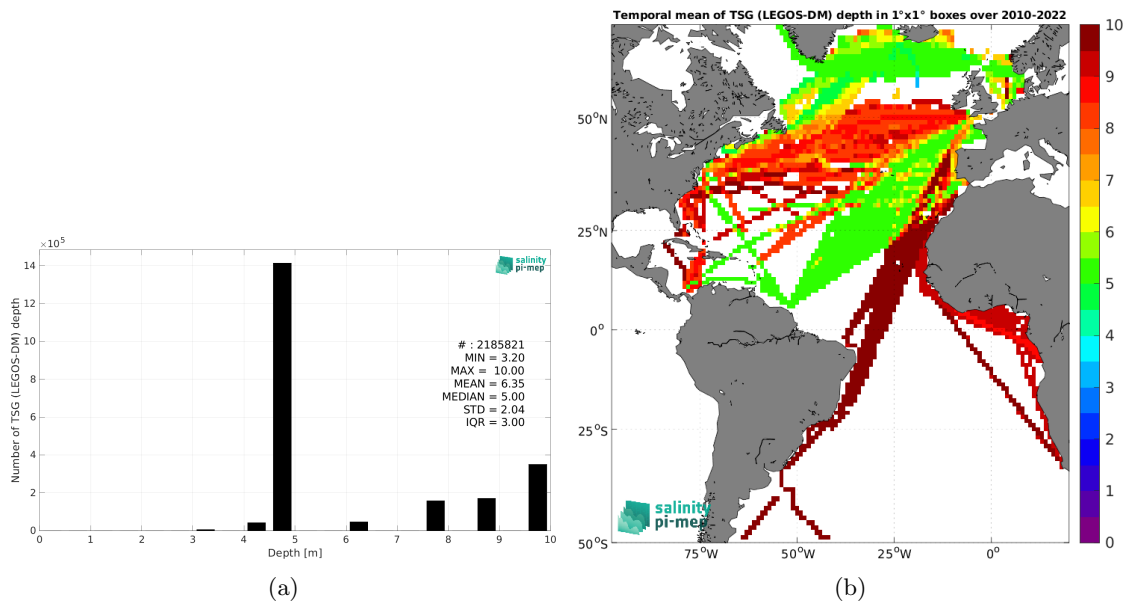 Temporal mean of TSG (LEGOS-DM) depth in 1°x1° boxes over 2010-2022
×10⁵
14
12
10
8
6
4
2
0
Number of TSG (LEGOS-DM) depth
salinity
pi-mep
# : 2185821
MIN = 3.20
MAX = 10.00
MEAN = 6.35
MEDIAN = 5.00
STD = 2.04
IQR = 3.00
0 1 2 3 4 5 6 7 8 9 10
Depth [m]
(a)
50°N
25°N
0°
25°S
50°S
75°W 50°W 25°W 0°
salinity
pi-mep
10
9
8
7
6
5
4
3
2
1
0
(b)